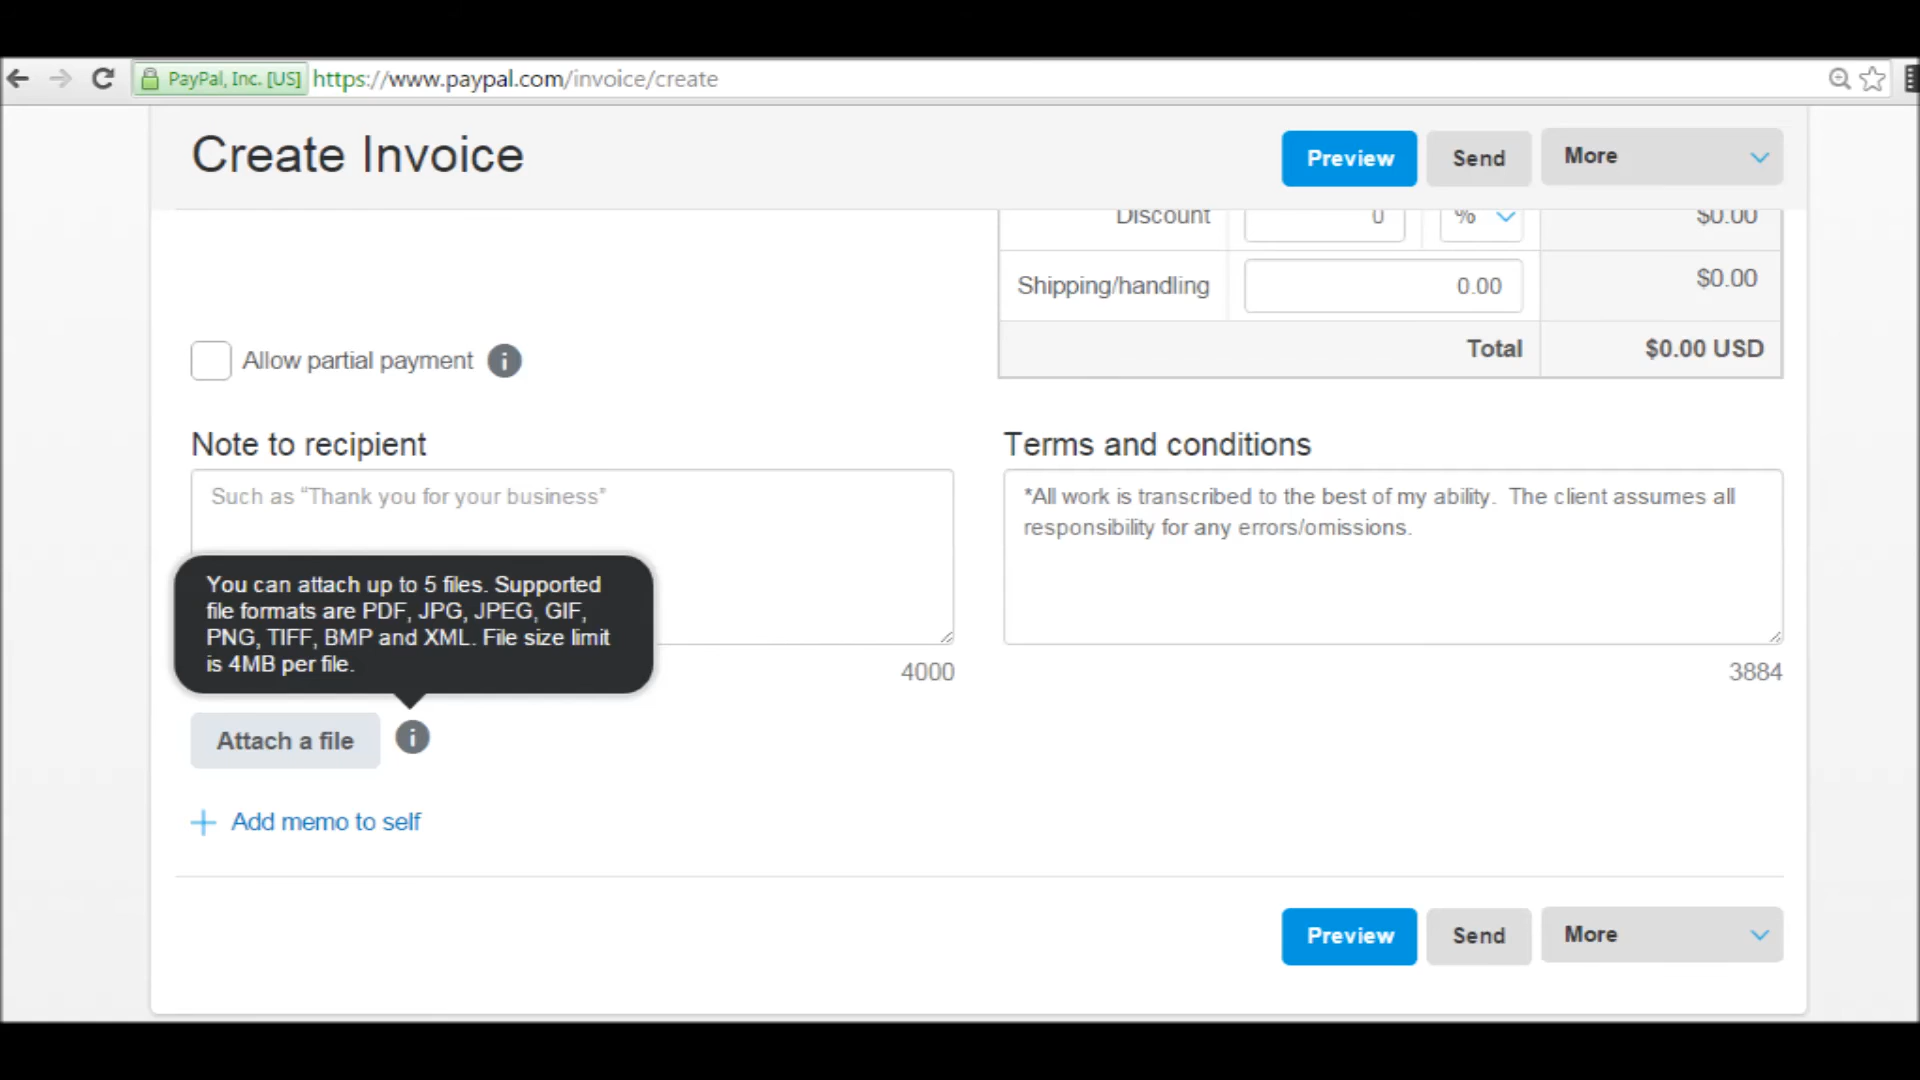 PayPal, Inc. [US] https://www.paypal.com/invoice/create
Create Invoice
Preview
Send
More
Discount
0
%
$0.00
Shipping/handling
0.00
$0.00
Total
$0.00 USD
Allow partial payment
i
Note to recipient
Such as “Thank you for your business”
4000
Terms and conditions
*All work is transcribed to the best of my ability.  The client assumes all
responsibility for any errors/omissions.
3884
You can attach up to 5 files. Supported
file formats are PDF, JPG, JPEG, GIF,
PNG, TIFF, BMP and XML. File size limit
is 4MB per file.
Attach a file
i
Add memo to self
Preview
Send
More